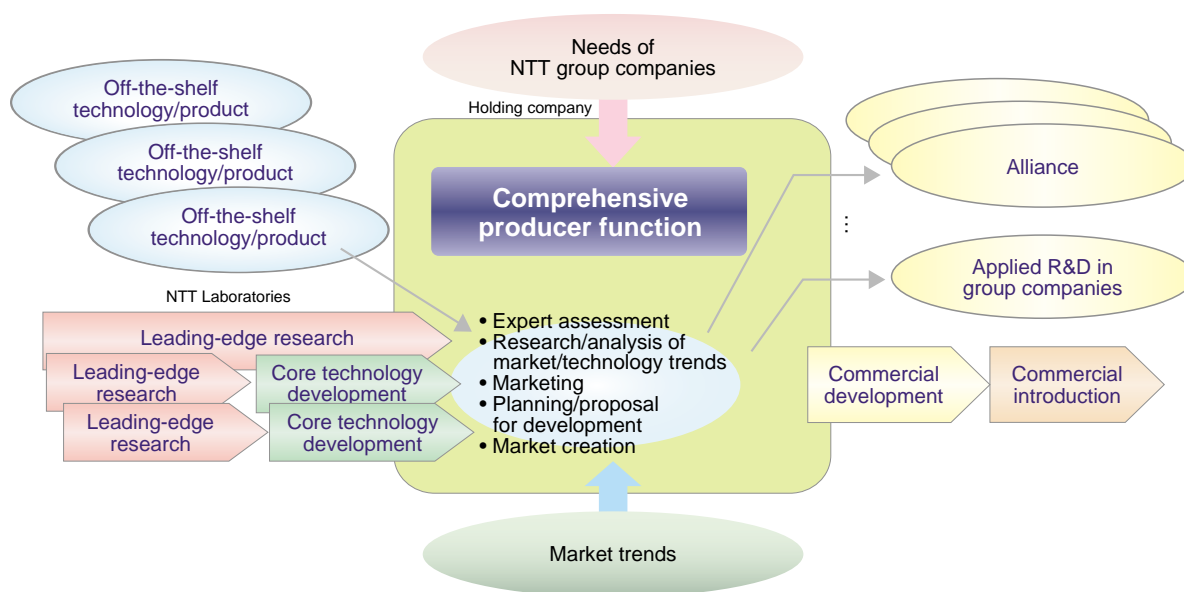 Needs of
NTT group companies
Holding company
Off-the-shelf
technology/product
Off-the-shelf
technology/product
Off-the-shelf
technology/product
Comprehensive
producer function
Alliance
⋮
Applied R&D in
group companies
NTT Laboratories
Leading-edge research
Leading-edge
research
Core technology
development
Leading-edge
research
Core technology
development
• Expert assessment
• Research/analysis of
market/technology trends
• Marketing
• Planning/proposal
for development
• Market creation
Commercial
development
Commercial
introduction
Market trends